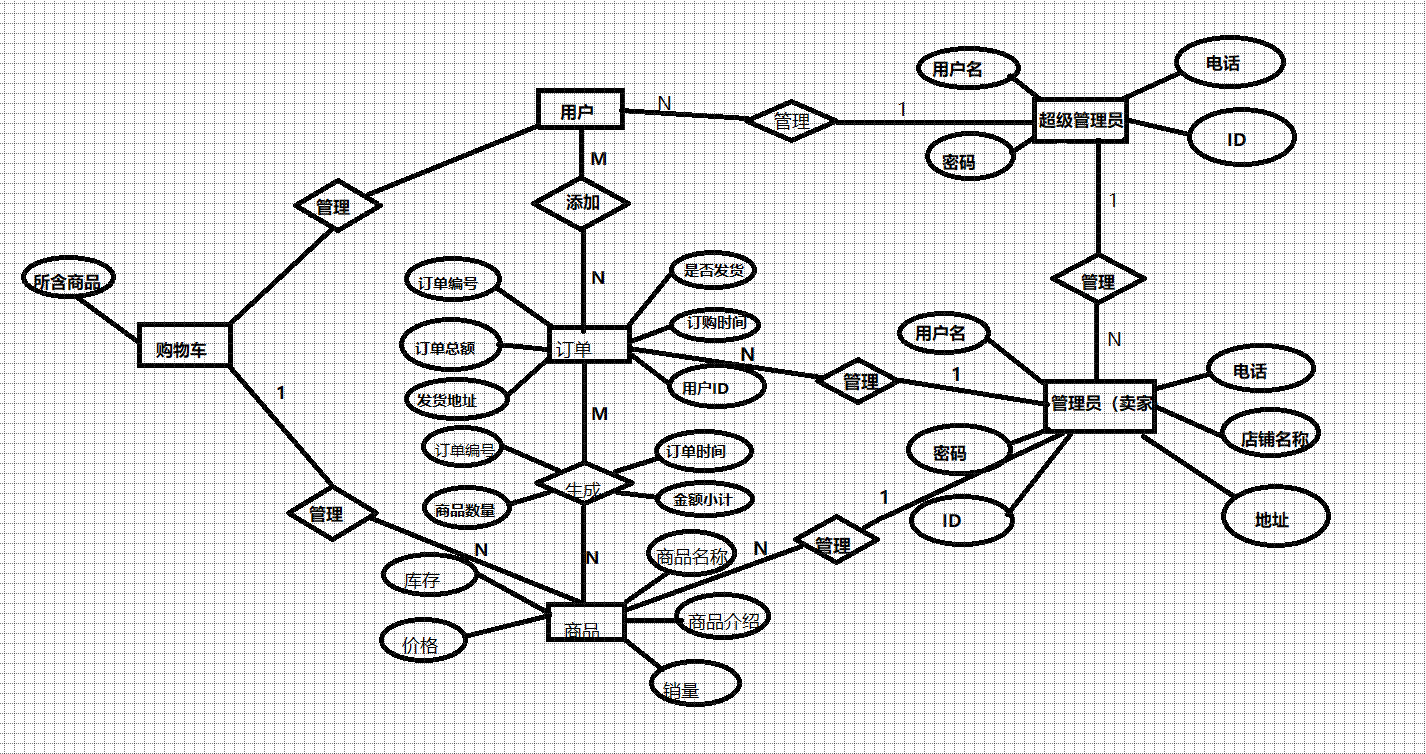 用户名
电话
用户
N
管理
1
超级管理员
ID
密码
M
添加
管理
1
所含商品
订单编号
N
是否发货
管理
购物车
订单总额
订单
订购时间
N
用户ID
管理
1
用户名
N
电话
管理员（卖家
店铺名称
1
发货地址
M
订单编号
订单时间
密码
地址
管理
商品数量
生成
金额小计
1
ID
N
N
商品名称
N
管理
库存
价格
商品
商品介绍
销量